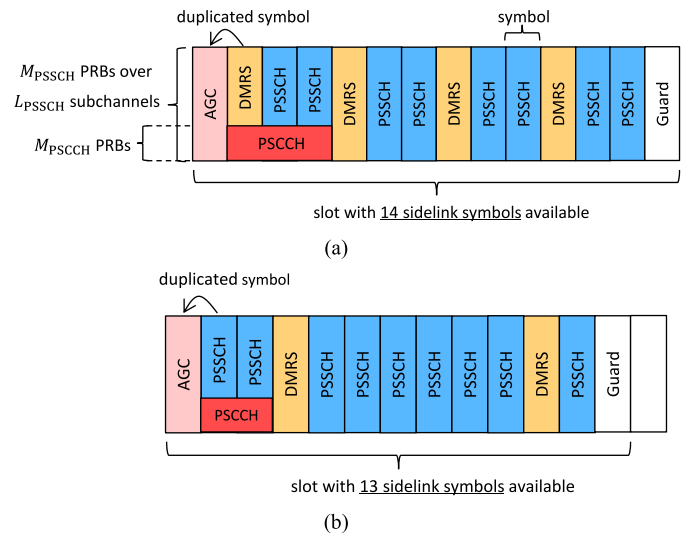 duplicated symbol
symbol
M_PSSCH PRBs over
L_PSSCH subchannels
M_PSCCH PRBs
AGC
DMRS
PSSCH
PSSCH
PSCCH
DMRS
PSSCH
PSSCH
DMRS
PSSCH
PSSCH
DMRS
PSSCH
PSSCH
Guard
slot with 14 sidelink symbols available
(a)
duplicated symbol
AGC
PSSCH
PSSCH
PSCCH
DMRS
PSSCH
PSSCH
PSSCH
PSSCH
PSSCH
PSSCH
DMRS
PSSCH
Guard
slot with 13 sidelink symbols available
(b)